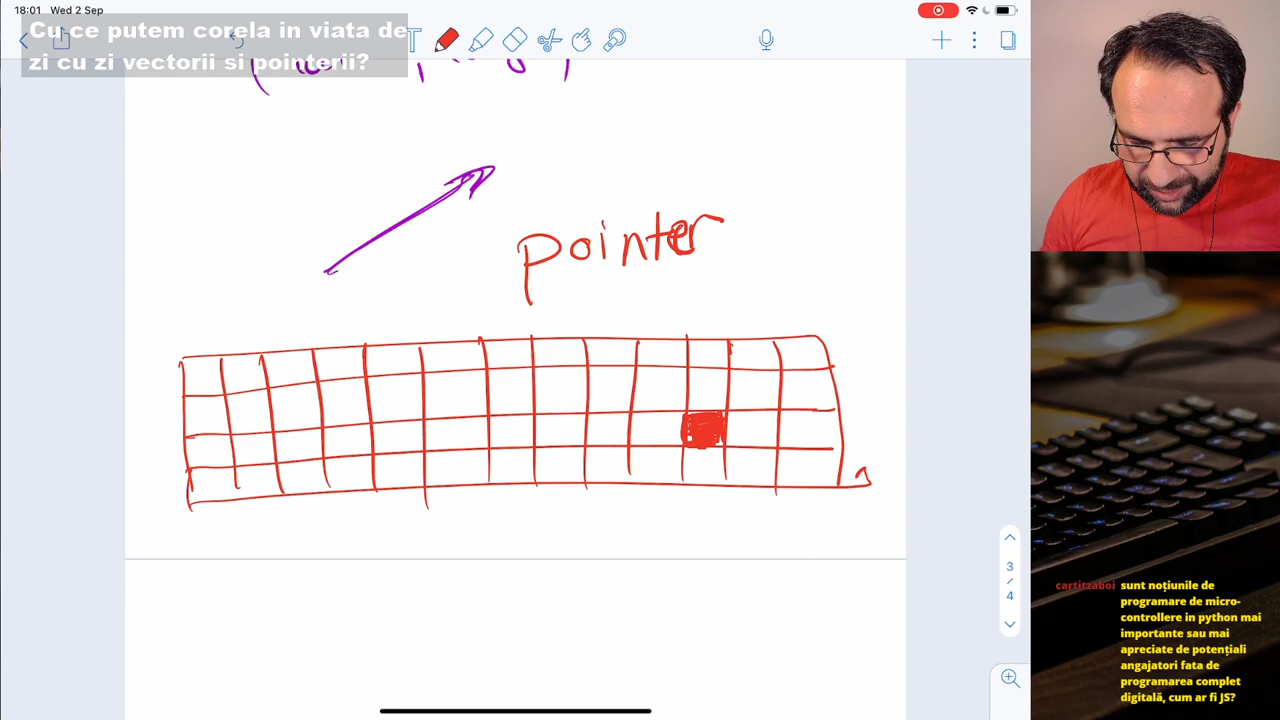 18:01 Wed 2 Sep
Cu ce putem corela in viata de
zi cu zi vectorii si pointerii?
T
pointer
3
/
4
cartitzaboi sunt noțiunile de
programare de micro-
controllere in python mai
importante sau mai
apreciate de potențiali
angajatori fata de
programarea complet
digitală, cum ar fi JS?